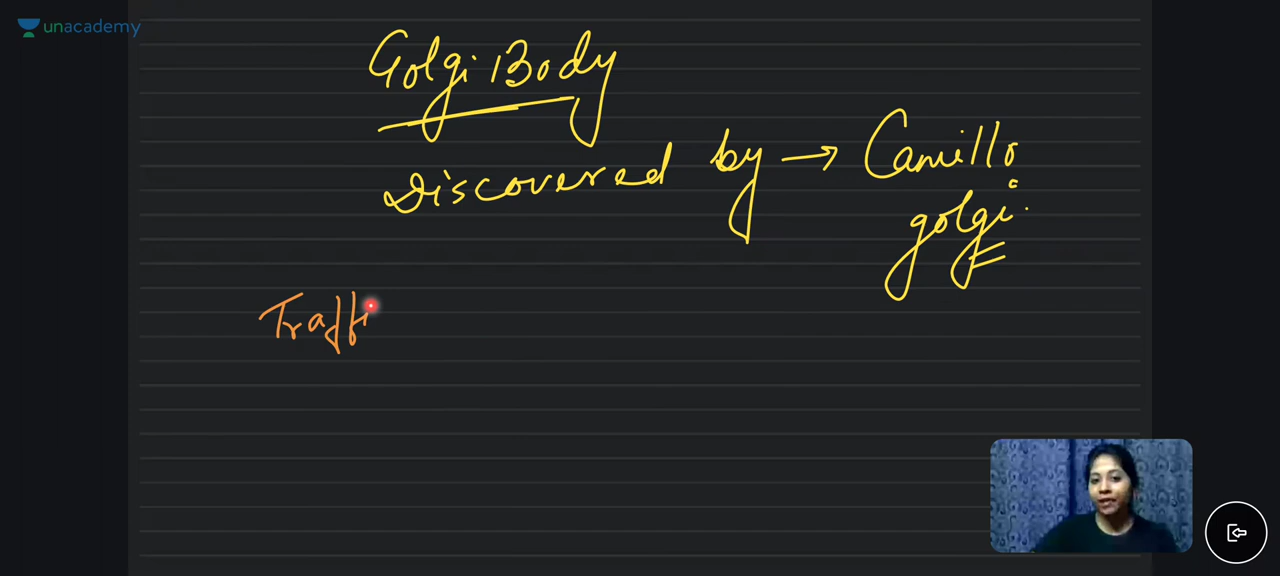 unacademy
Golgi Body
Discovered by → Camillo
golgi.
Traffi